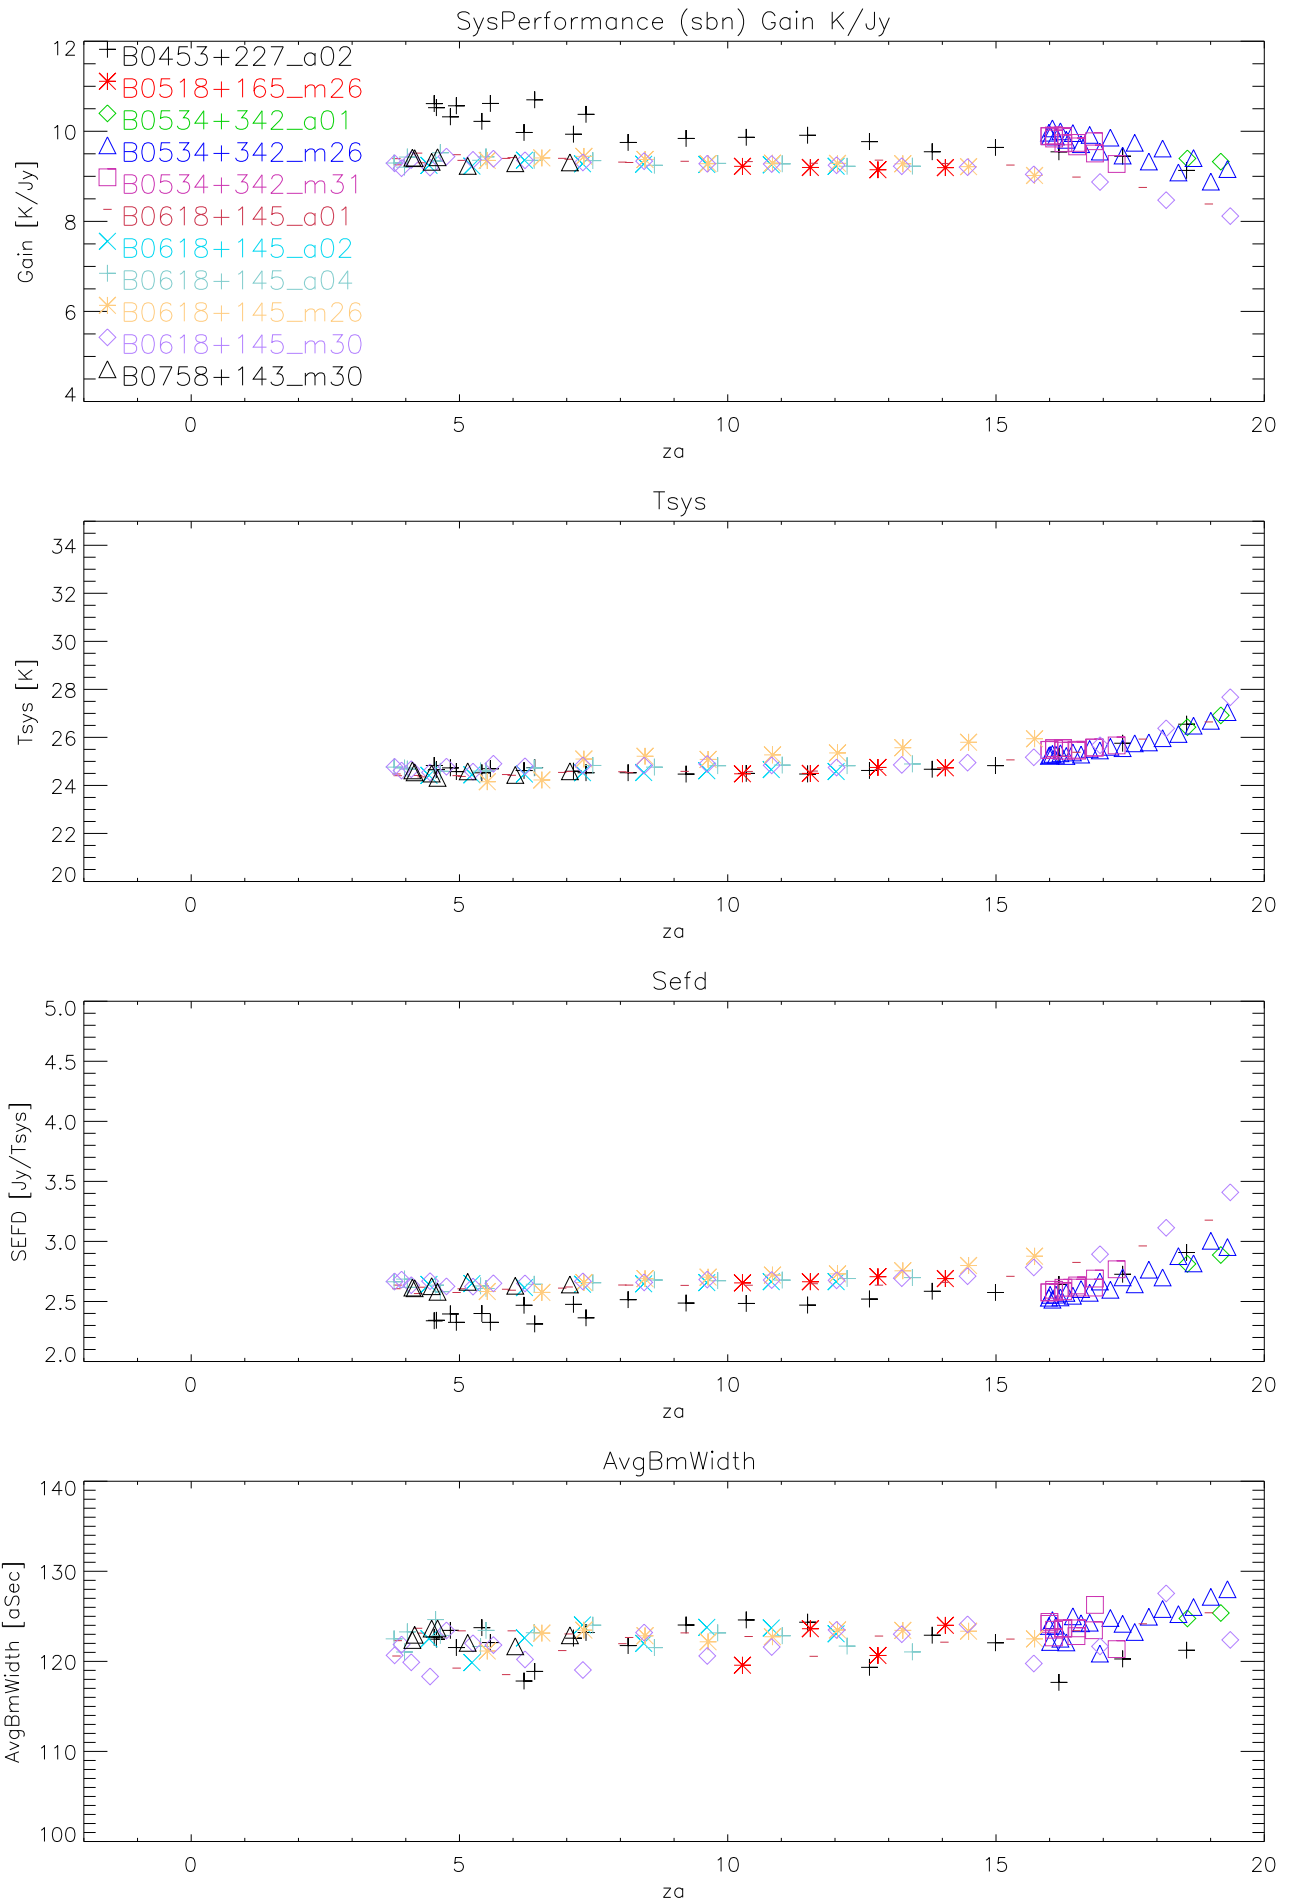 SysPerformance (sbn) Gain K/Jy
12
10
8
6
4
Gain [K/Jy]
B0453+227_a02
B0518+165_m26
B0534+342_a01
B0534+342_m26
B0534+342_m31
B0618+145_a01
B0618+145_a02
B0618+145_a04
B0618+145_m26
B0618+145_m30
B0758+143_m30
0 5 10 15 20
za
Tsys
34
32
30
28
26
24
22
20
Tsys [K]
0 5 10 15 20
za
Sefd
5.0
4.5
4.0
3.5
3.0
2.5
2.0
SEFD [Jy/Tsys]
0 5 10 15 20
za
AvgBmWidth
140
130
120
110
100
AvgBmWidth [aSec]
0 5 10 15 20
za